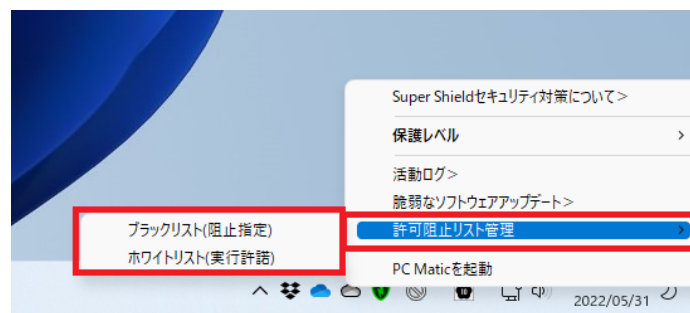 Super Shieldセキュリティ対策について＞
保護レベル
活動ログ＞
脆弱なソフトウェアアップデート＞
許可阻止リスト管理
ブラックリスト(阻止指定)
ホワイトリスト(実行許諾)
PC Maticを起動
2022/05/31